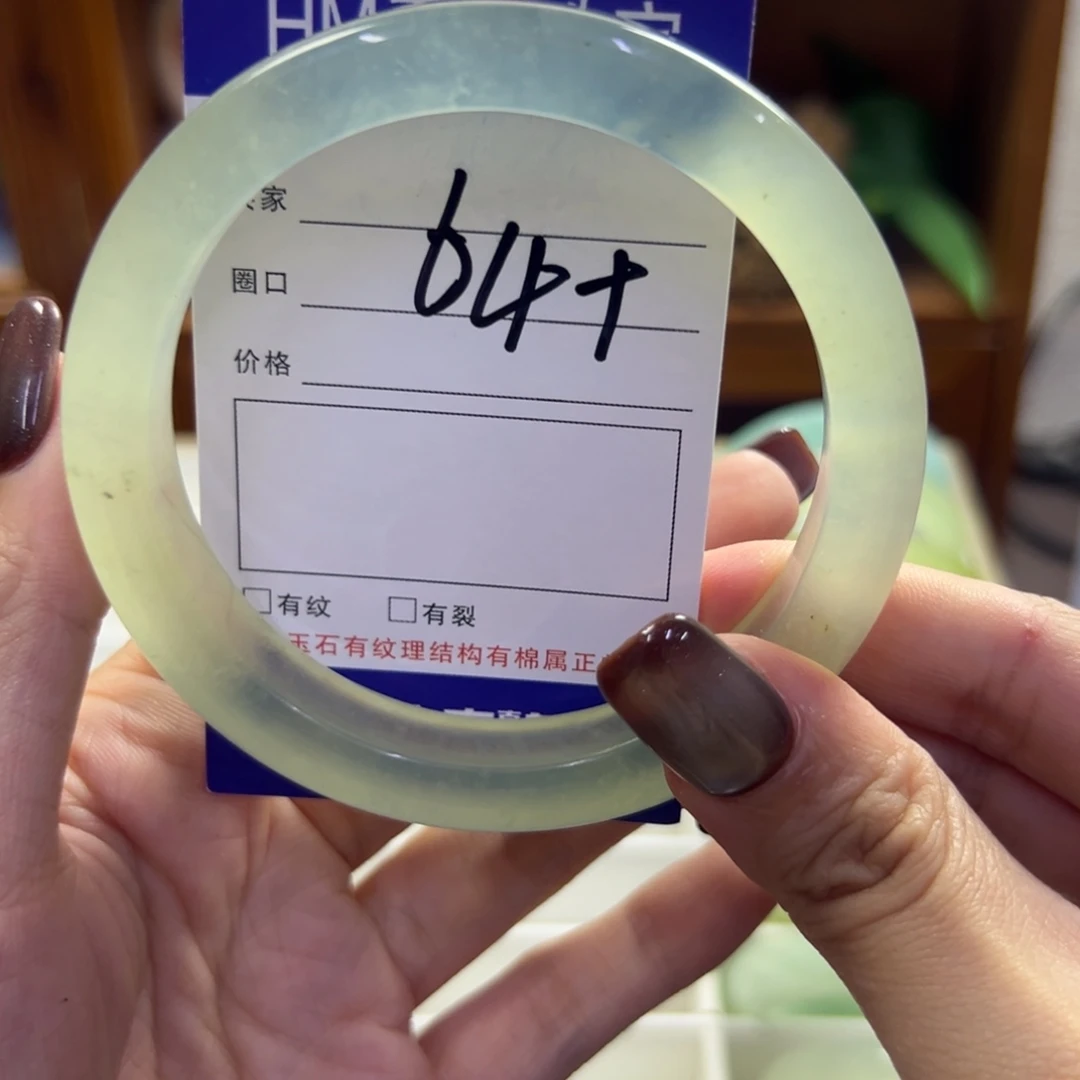 HM
家
圈口 64+
价格
有纹 有裂
玉石有纹理结构有棉属正